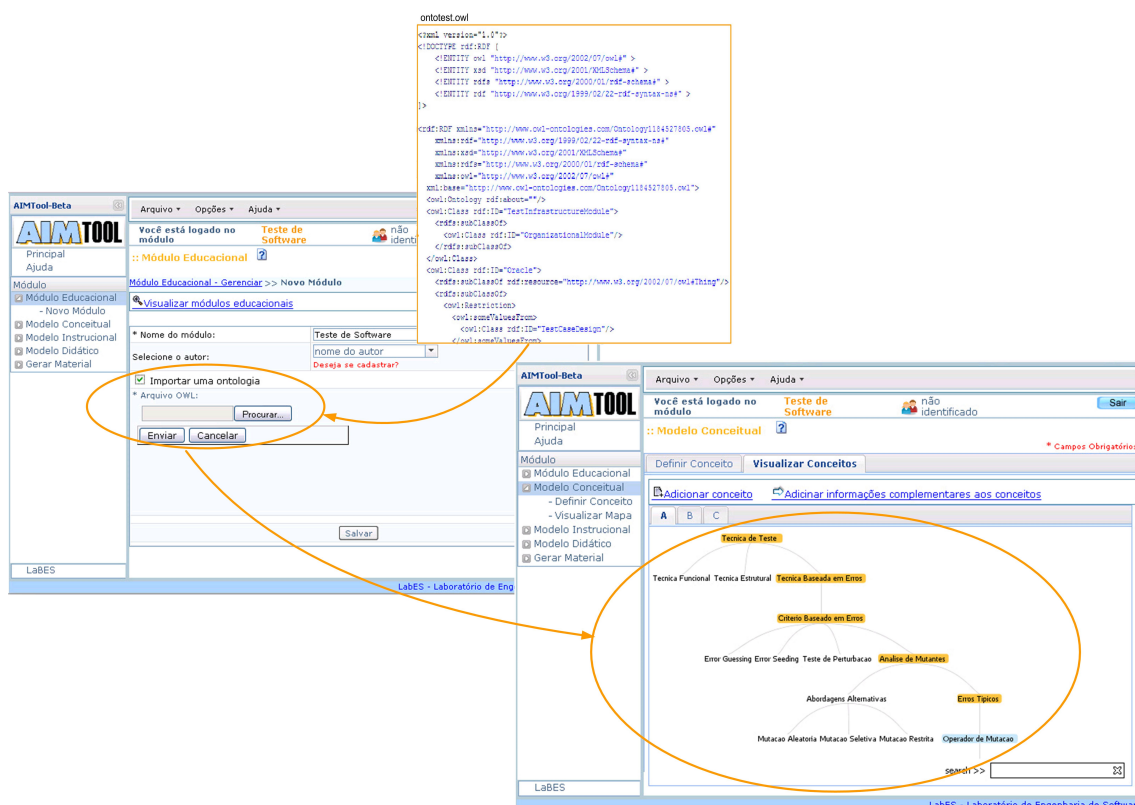 ontotest.owl
<?xml version="1.0"?>
<!DOCTYPE rdf:RDF [
<!ENTITY owl "http://www.w3.org/2002/07/owl#" >
<!ENTITY xsd "http://www.w3.org/2001/XMLSchema#" >
<!ENTITY rdfs "http://www.w3.org/2000/01/rdf-schema#" >
<!ENTITY rdf "http://www.w3.org/1999/02/22-rdf-syntax-ns#" >
]>
<rdf:RDF xmlns="http://www.owl-ontologies.com/Ontology1184527805.owl#"
xmlns:rdf="http://www.w3.org/1999/02/22-rdf-syntax-ns#"
xmlns:xsd="http://www.w3.org/2001/XMLSchema#"
xmlns:rdfs="http://www.w3.org/2000/01/rdf-schema#"
xmlns:owl="http://www.w3.org/2002/07/owl#"
xml:base="http://www.owl-ontologies.com/Ontology1184527805.owl">
<owl:Ontology rdf:about=""/>
<owl:Class rdf:ID="TestInfrastructureModule">
<rdfs:subClassOf>
<owl:Class rdf:ID="OrganizationalModule"/>
</rdfs:subClassOf>
</owl:Class>
<owl:Class rdf:ID="Oracle">
<rdfs:subClassOf rdf:resource="http://www.w3.org/2002/07/owl#Thing"/>
<rdfs:subClassOf>
<owl:Restriction>
<owl:someValuesFrom>
<owl:Class rdf:ID="TestCaseDesign"/>
</owl:someValuesFrom>
AIMTool-Beta
AIMTOOL
Principal
Ajuda
Módulo
Módulo Educacional
- Novo Módulo
Modelo Conceitual
Modelo Instrucional
Modelo Didático
Gerar Material
LaBES
Arquivo Opções Ajuda
Você está logado no módulo
Teste de Software
não identi
:: Módulo Educacional ?
Módulo Educacional - Gerenciar >> Novo Módulo
Visualizar módulos educacionais
* Nome do módulo: Teste de Software
Selecione o autor: nome do autor
Deseja se cadastrar?
Importar uma ontologia
* Arquivo OWL:
Procurar...
Enviar Cancelar
Salvar
LabES - Laboratório de Eng
AIMTool-Beta
AIMTOOL
Principal
Ajuda
Módulo
Módulo Educacional
Modelo Conceitual
- Definir Conceito
- Visualizar Mapa
Modelo Instrucional
Modelo Didático
Gerar Material
LaBES
Arquivo Opções Ajuda
Você está logado no módulo
Teste de Software
não identificado
Sair
:: Modelo Conceitual ?
* Campos Obrigatórios
Definir Conceito Visualizar Conceitos
Adicionar conceito Adicinar informações complementares aos conceitos
A B C
Tecnica de Teste
Tecnica Funcional Tecnica Estrutural Tecnica Baseada em Erros
Criterio Baseado em Erros
Error Guessing Error Seeding Teste de Perturbacao Analise de Mutantes
Abordagens Alternativas Erros Tipicos
Mutacao Aleatoria Mutacao Seletiva Mutacao Restrita Operador de Mutacao
search >>
LabES - Laboratório de Engenharia de Softwar